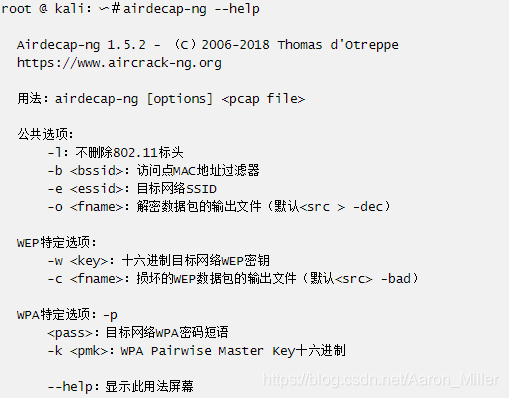 root @ kali：〜＃airdecap-ng --help
Airdecap-ng 1.5.2 - （C）2006-2018 Thomas d'Otreppe
https://www.aircrack-ng.org
用法：airdecap-ng [options] <pcap file>
公共选项：
-l：不删除802.11标头
-b <bssid>：访问点MAC地址过滤器
-e <essid>：目标网络SSID
-o <fname>：解密数据包的输出文件（默认<src > -dec）
WEP特定选项：
-w <key>：十六进制目标网络WEP密钥
-c <fname>：损坏的WEP数据包的输出文件（默认<src> -bad）
WPA特定选项：-p
<pass>：目标网络WPA密码短语
-k <pmk>：WPA Pairwise Master Key十六进制
--help：显示此用法屏幕
https://blog.csdn.net/Aaron_Miller